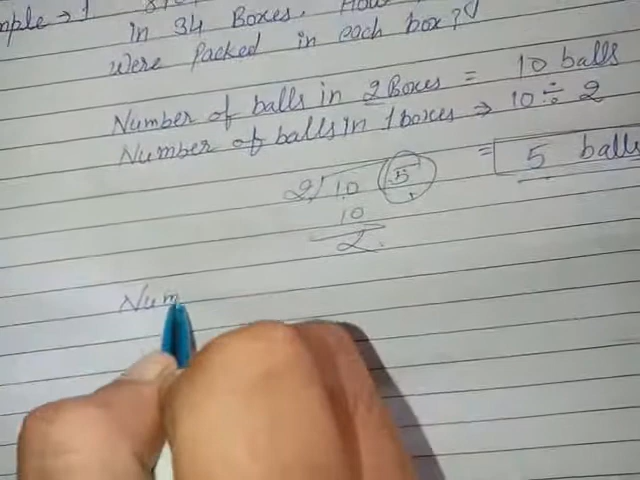 in 34 Boxes.
were Packed in each box?
Number of balls in 2 Boxes = 10 balls
Number of balls in 1 boxes → 10 ÷ 2
= 5 balls
2)10(5
10
2.
Num